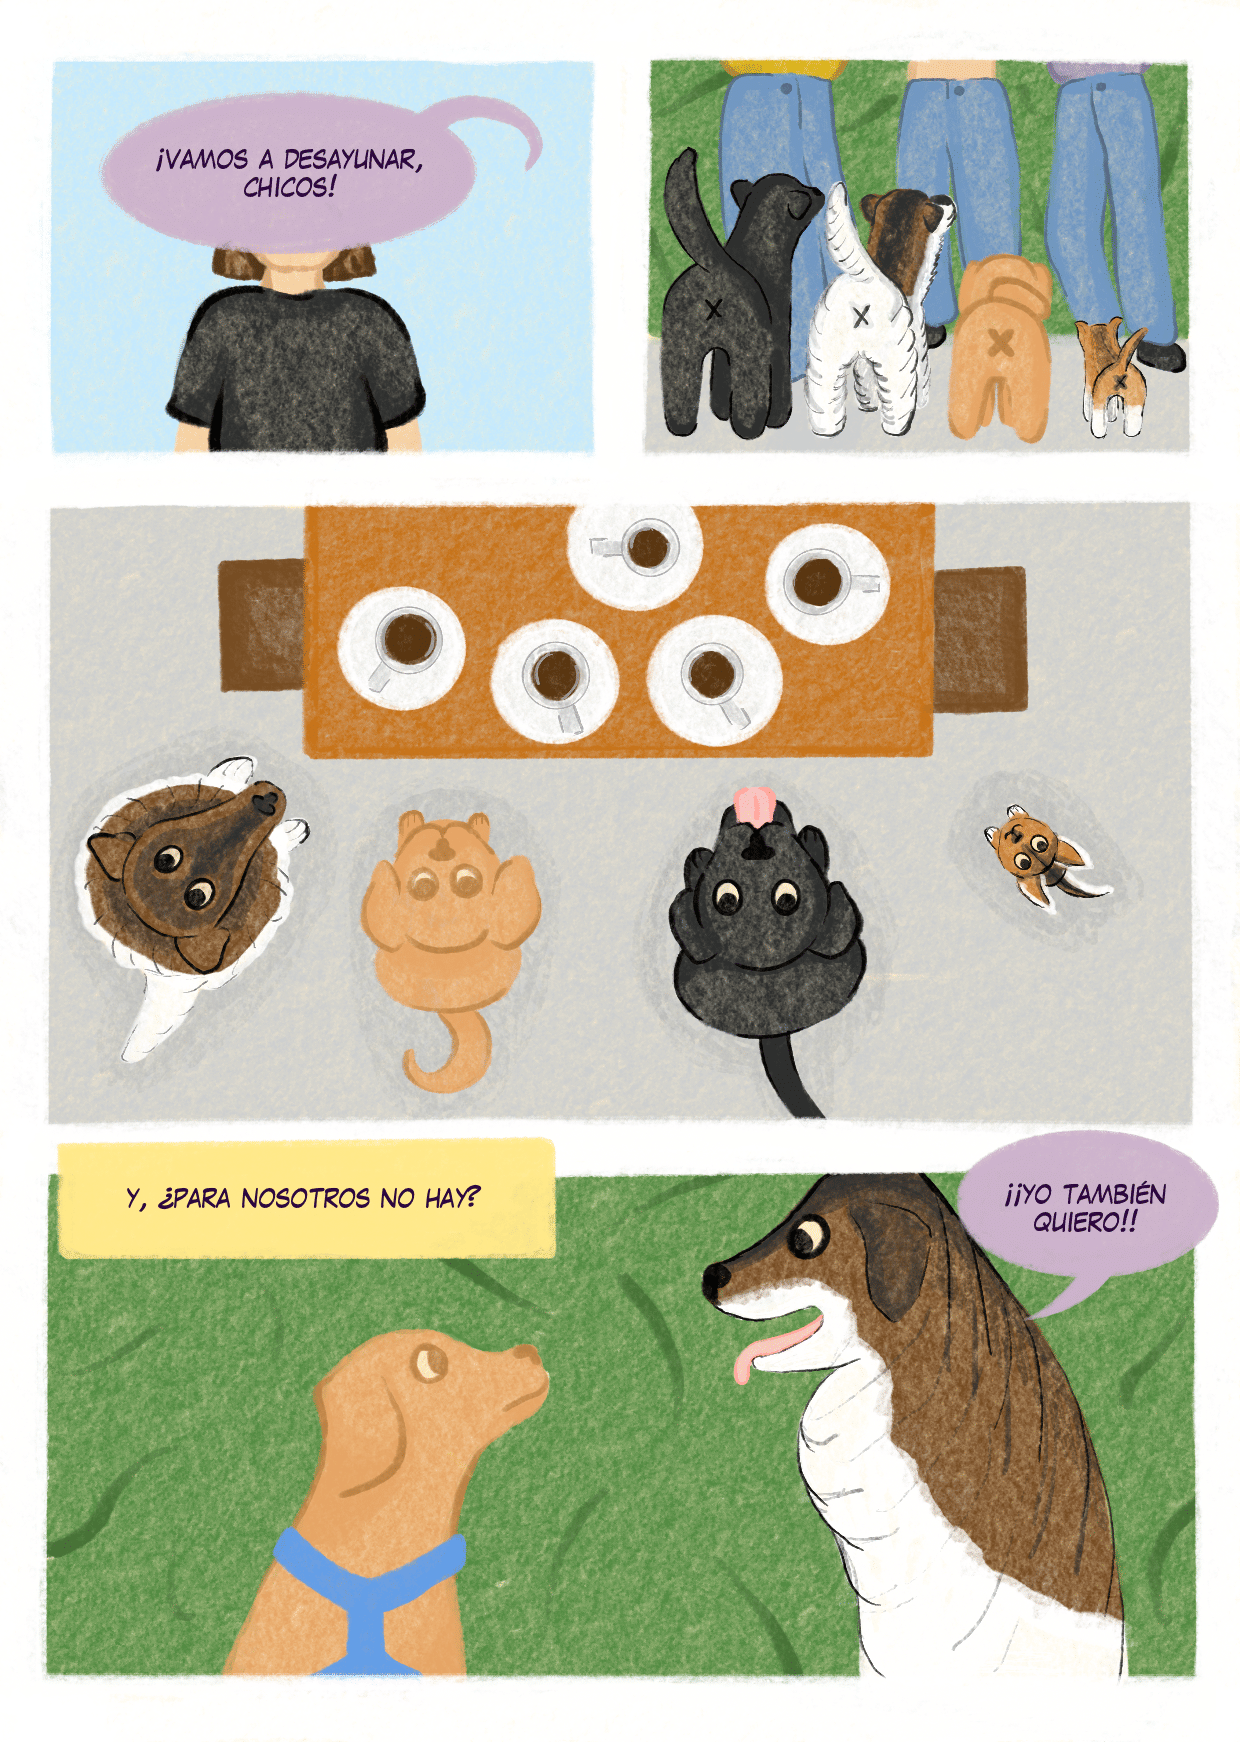 ¡VAMOS A DESAYUNAR,
CHICOS!
Y, ¿PARA NOSOTROS NO HAY?
¡¡YO TAMBIÉN
QUIERO!!